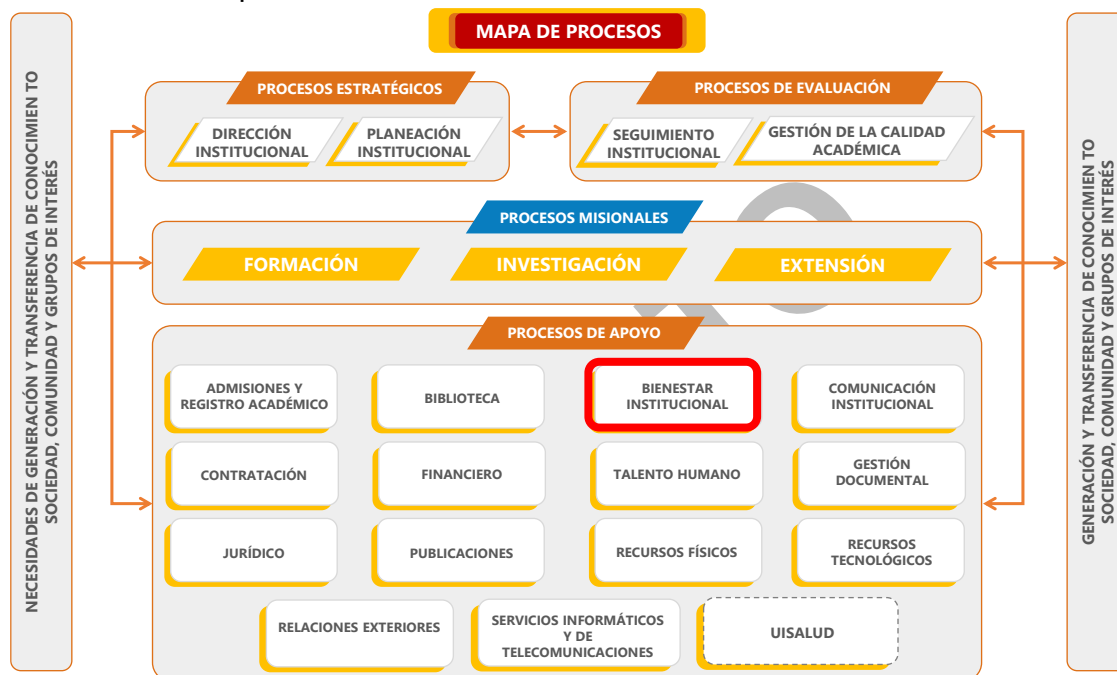 MAPA DE PROCESOS
NECESIDADES DE GENERACIÓN Y TRANSFERENCIA DE CONOCIMIEN TO
SOCIEDAD, COMUNIDAD Y GRUPOS DE INTERÉS
PROCESOS ESTRATÉGICOS
DIRECCIÓN
INSTITUCIONAL
PLANEACIÓN
INSTITUCIONAL
PROCESOS DE EVALUACIÓN
SEGUIMIENTO
INSTITUCIONAL
GESTIÓN DE LA CALIDAD
ACADÉMICA
PROCESOS MISIONALES
FORMACIÓN
INVESTIGACIÓN
EXTENSIÓN
PROCESOS DE APOYO
ADMISIONES Y
REGISTRO ACADÉMICO
BIBLIOTECA
BIENESTAR
INSTITUCIONAL
COMUNICACIÓN
INSTITUCIONAL
CONTRATACIÓN
FINANCIERO
TALENTO HUMANO
GESTIÓN
DOCUMENTAL
JURÍDICO
PUBLICACIONES
RECURSOS FÍSICOS
RECURSOS
TECNOLÓGICOS
RELACIONES EXTERIORES
SERVICIOS INFORMÁTICOS
Y DE
TELECOMUNICACIONES
UISALUD
GENERACIÓN Y TRANSFERENCIA DE CONOCIMIEN TO
SOCIEDAD, COMUNIDAD Y GRUPOS DE INTERÉS